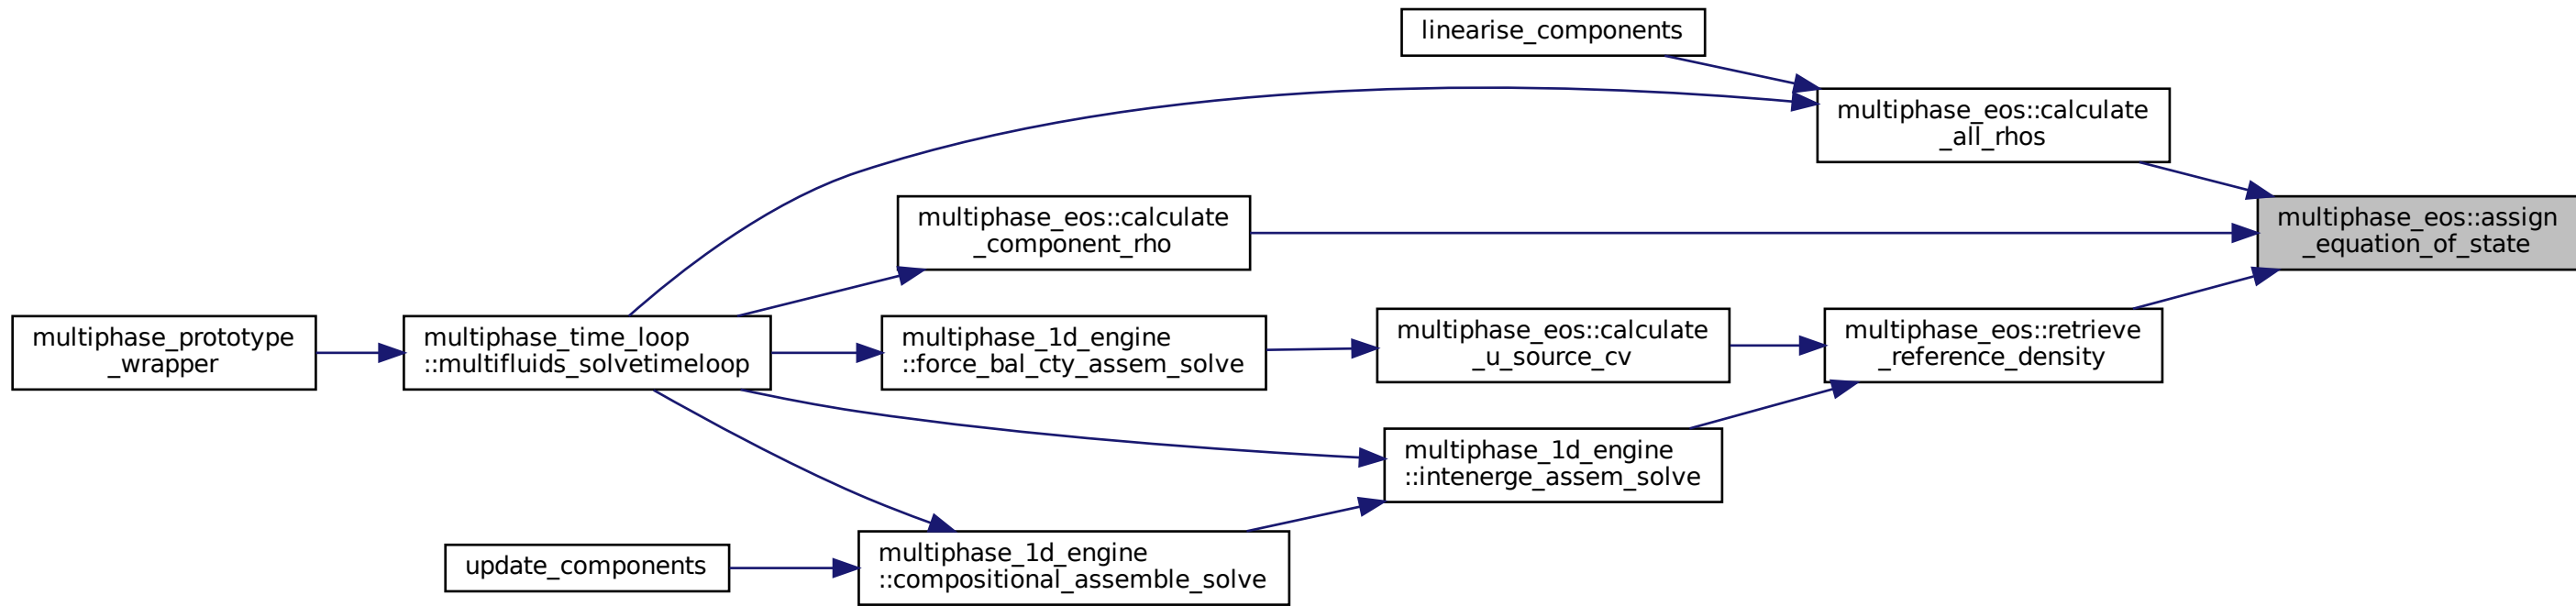 linearise_components
multiphase_eos::calculate
_all_rhos
multiphase_eos::calculate
_component_rho
multiphase_eos::assign
_equation_of_state
multiphase_prototype
_wrapper
multiphase_time_loop
::multifluids_solvetimeloop
multiphase_1d_engine
::force_bal_cty_assem_solve
multiphase_eos::calculate
_u_source_cv
multiphase_eos::retrieve
_reference_density
multiphase_1d_engine
::intenerge_assem_solve
update_components
multiphase_1d_engine
::compositional_assemble_solve